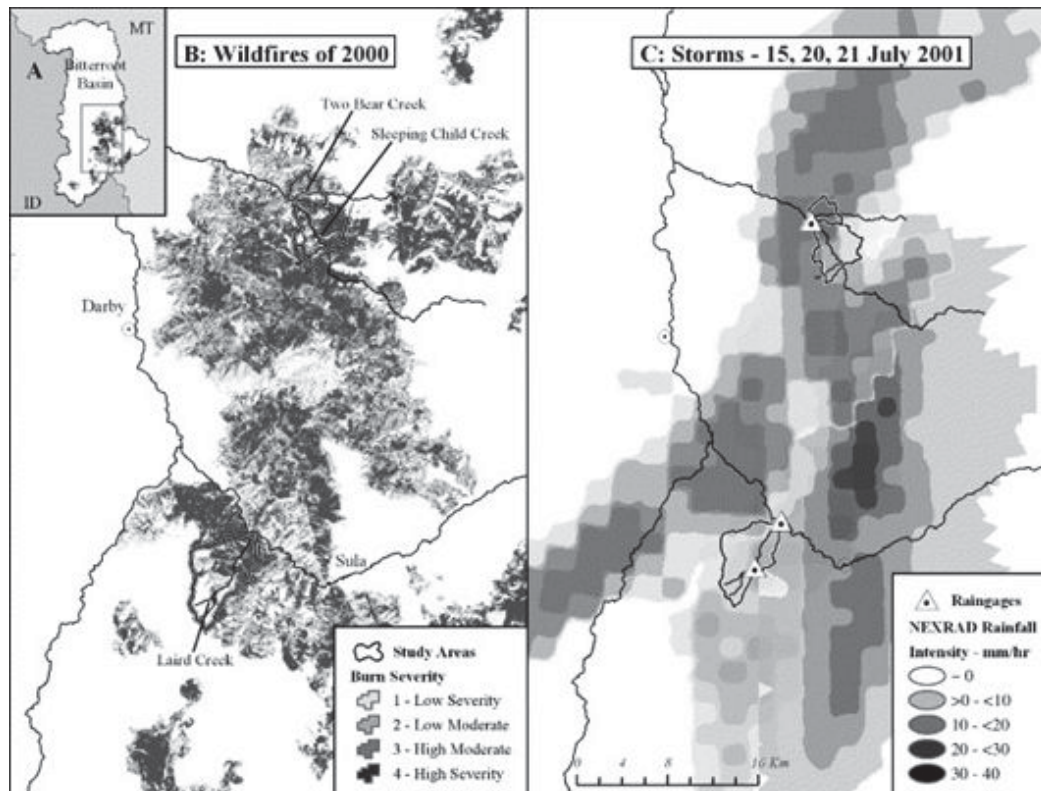 MT
A
Bitterroot
Basin
ID
B: Wildfires of 2000
Two Bear Creek
Sleeping Child Creek
Darby
Sula
Laird Creek
Study Areas
Burn Severity
1 - Low Severity
2 - Low Moderate
3 - High Moderate
4 - High Severity
C: Storms - 15, 20, 21 July 2001
Raingages
NEXRAD Rainfall
Intensity - mm/hr
~ 0
>0 - <10
10 - <20
20 - <30
30 - 40
0 2 4 8 12 16 Km